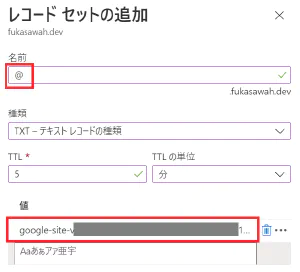 レコード セットの追加
fukasawah.dev
名前
@
.fukasawah.dev
種類
TXT – テキスト レコードの種類
TTL *
TTL の単位
5
分
値
google-site-v
1...
Aaあぁアァ亜宇